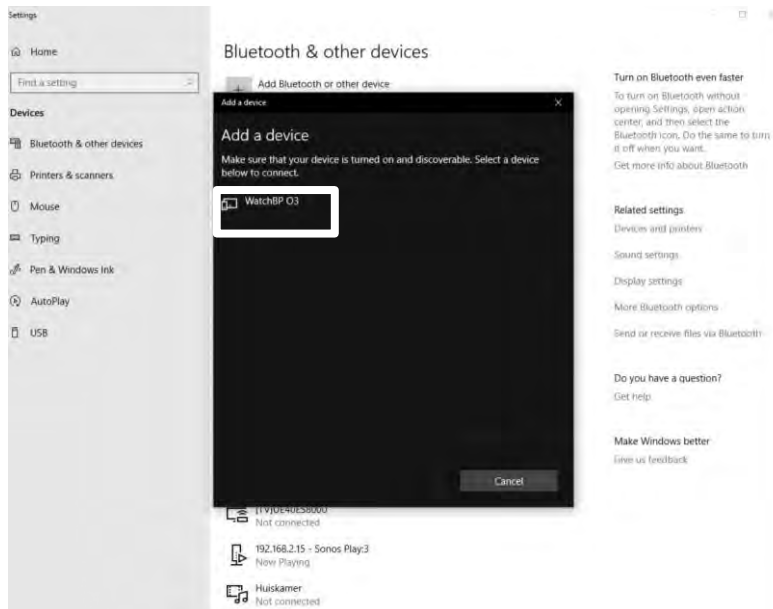 Settings
Home
Find a setting
Devices
Bluetooth & other devices
Printers & scanners
Mouse
Typing
Pen & Windows Ink
AutoPlay
USB
Bluetooth & other devices
Add Bluetooth or other device
Add a device
Add a device
Make sure that your device is turned on and discoverable. Select a device
below to connect.
WatchBP O3
Cancel
Not connected
192.168.2.15 - Sonos Play:3
Now Playing
Huiskamer
Not connected
Turn on Bluetooth even faster
To turn on Bluetooth without
opening Settings, open action
center, and then select the
Bluetooth icon. Do the same to turn
it off when you want.
Get more info about Bluetooth
Related settings
Devices and printers
Sound settings
Display settings
More Bluetooth options
Send or receive files via Bluetooth
Do you have a question?
Get help
Make Windows better
Give us feedback